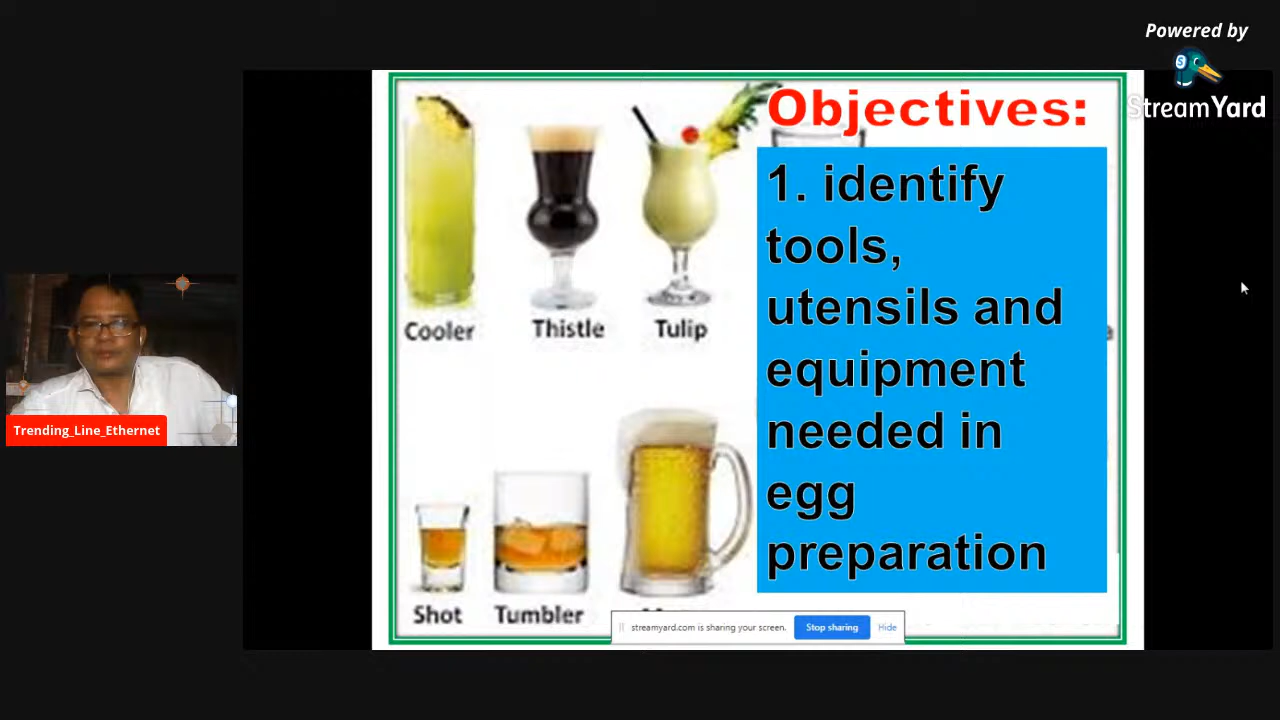 Powered by
StreamYard
Objectives:
1. identify
tools,
utensils and
equipment
needed in
egg
preparation
Cooler
Thistle
Tulip
Shot
Tumbler
Trending_Line_Ethernet
streamyard.com is sharing your screen.
Stop sharing
Hide